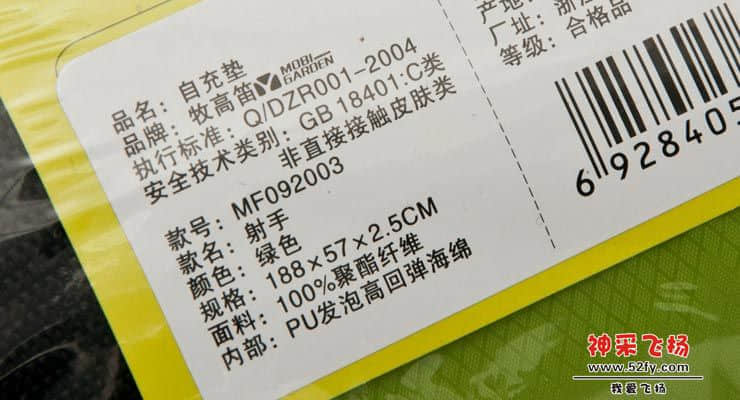 品名：自充垫
品牌：牧高笛 MOBI GARDEN
执行标准：Q/DZR001-2004
安全技术类别：GB 18401:C类
非直接接触皮肤类
款号：MF092003
款名：射手
颜色：绿色
规格：188×57×2.5CM
面料：100%聚酯纤维
内部：PU发泡高回弹海绵
产地：
厂址：浙江
等级：合格品
6 928405
神采飞扬
www.52fy.com
我爱飞扬